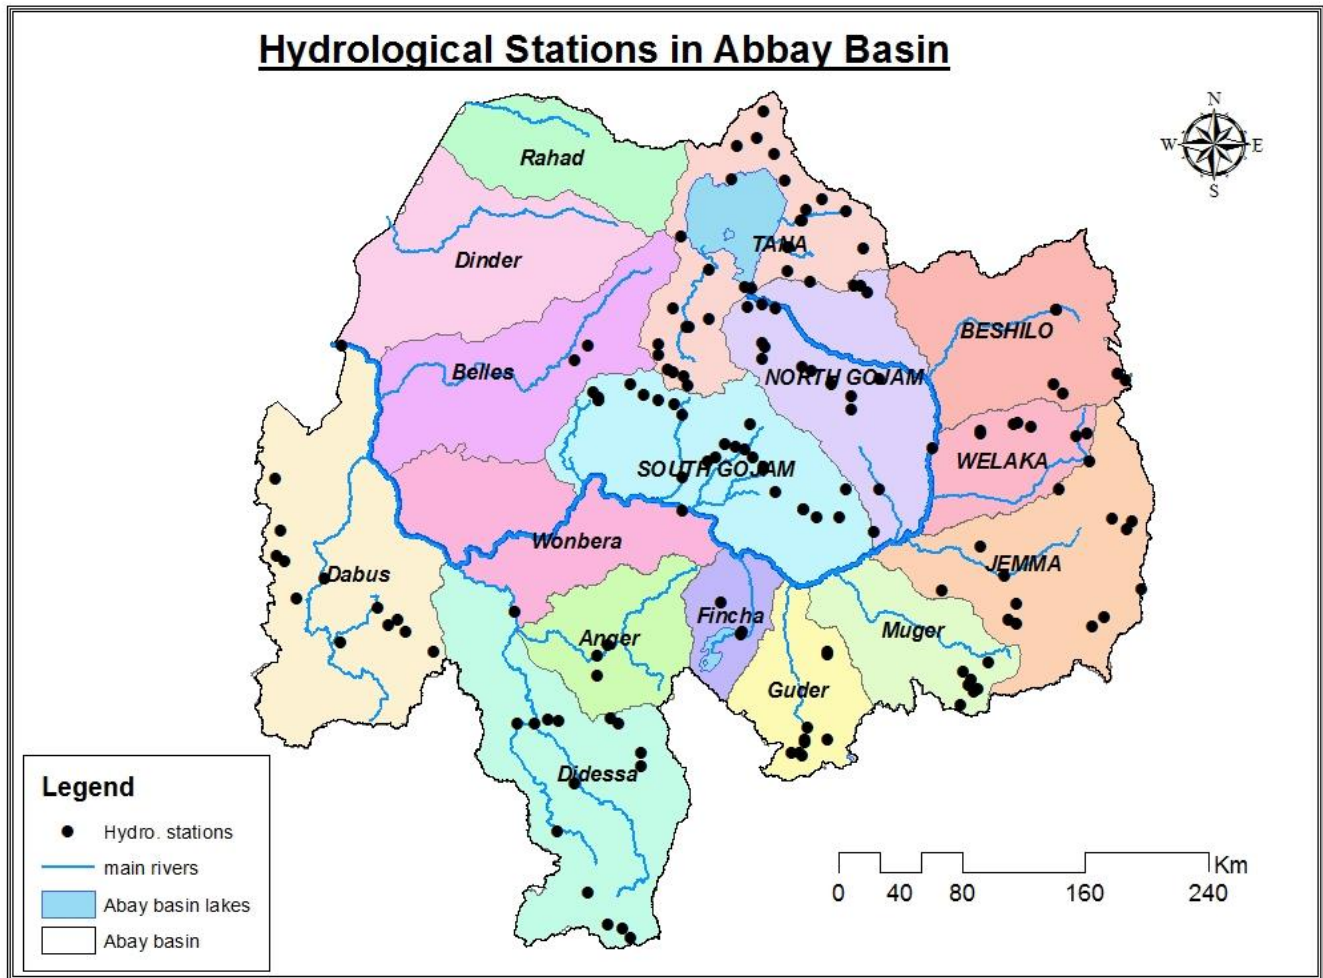 Hydrological Stations in Abbay Basin
N
W
E
S
Rahad
TANA
Dinder
BESHILO
Belles
NORTH GOJAM
WELAKA
SOUTH GOJAM
Wonbera
JEMMA
Dabus
Fincha
Muger
Anger
Guder
Didessa
Legend
Hydro. stations
main rivers
Abay basin lakes
Abay basin
Km
0 40 80 160 240